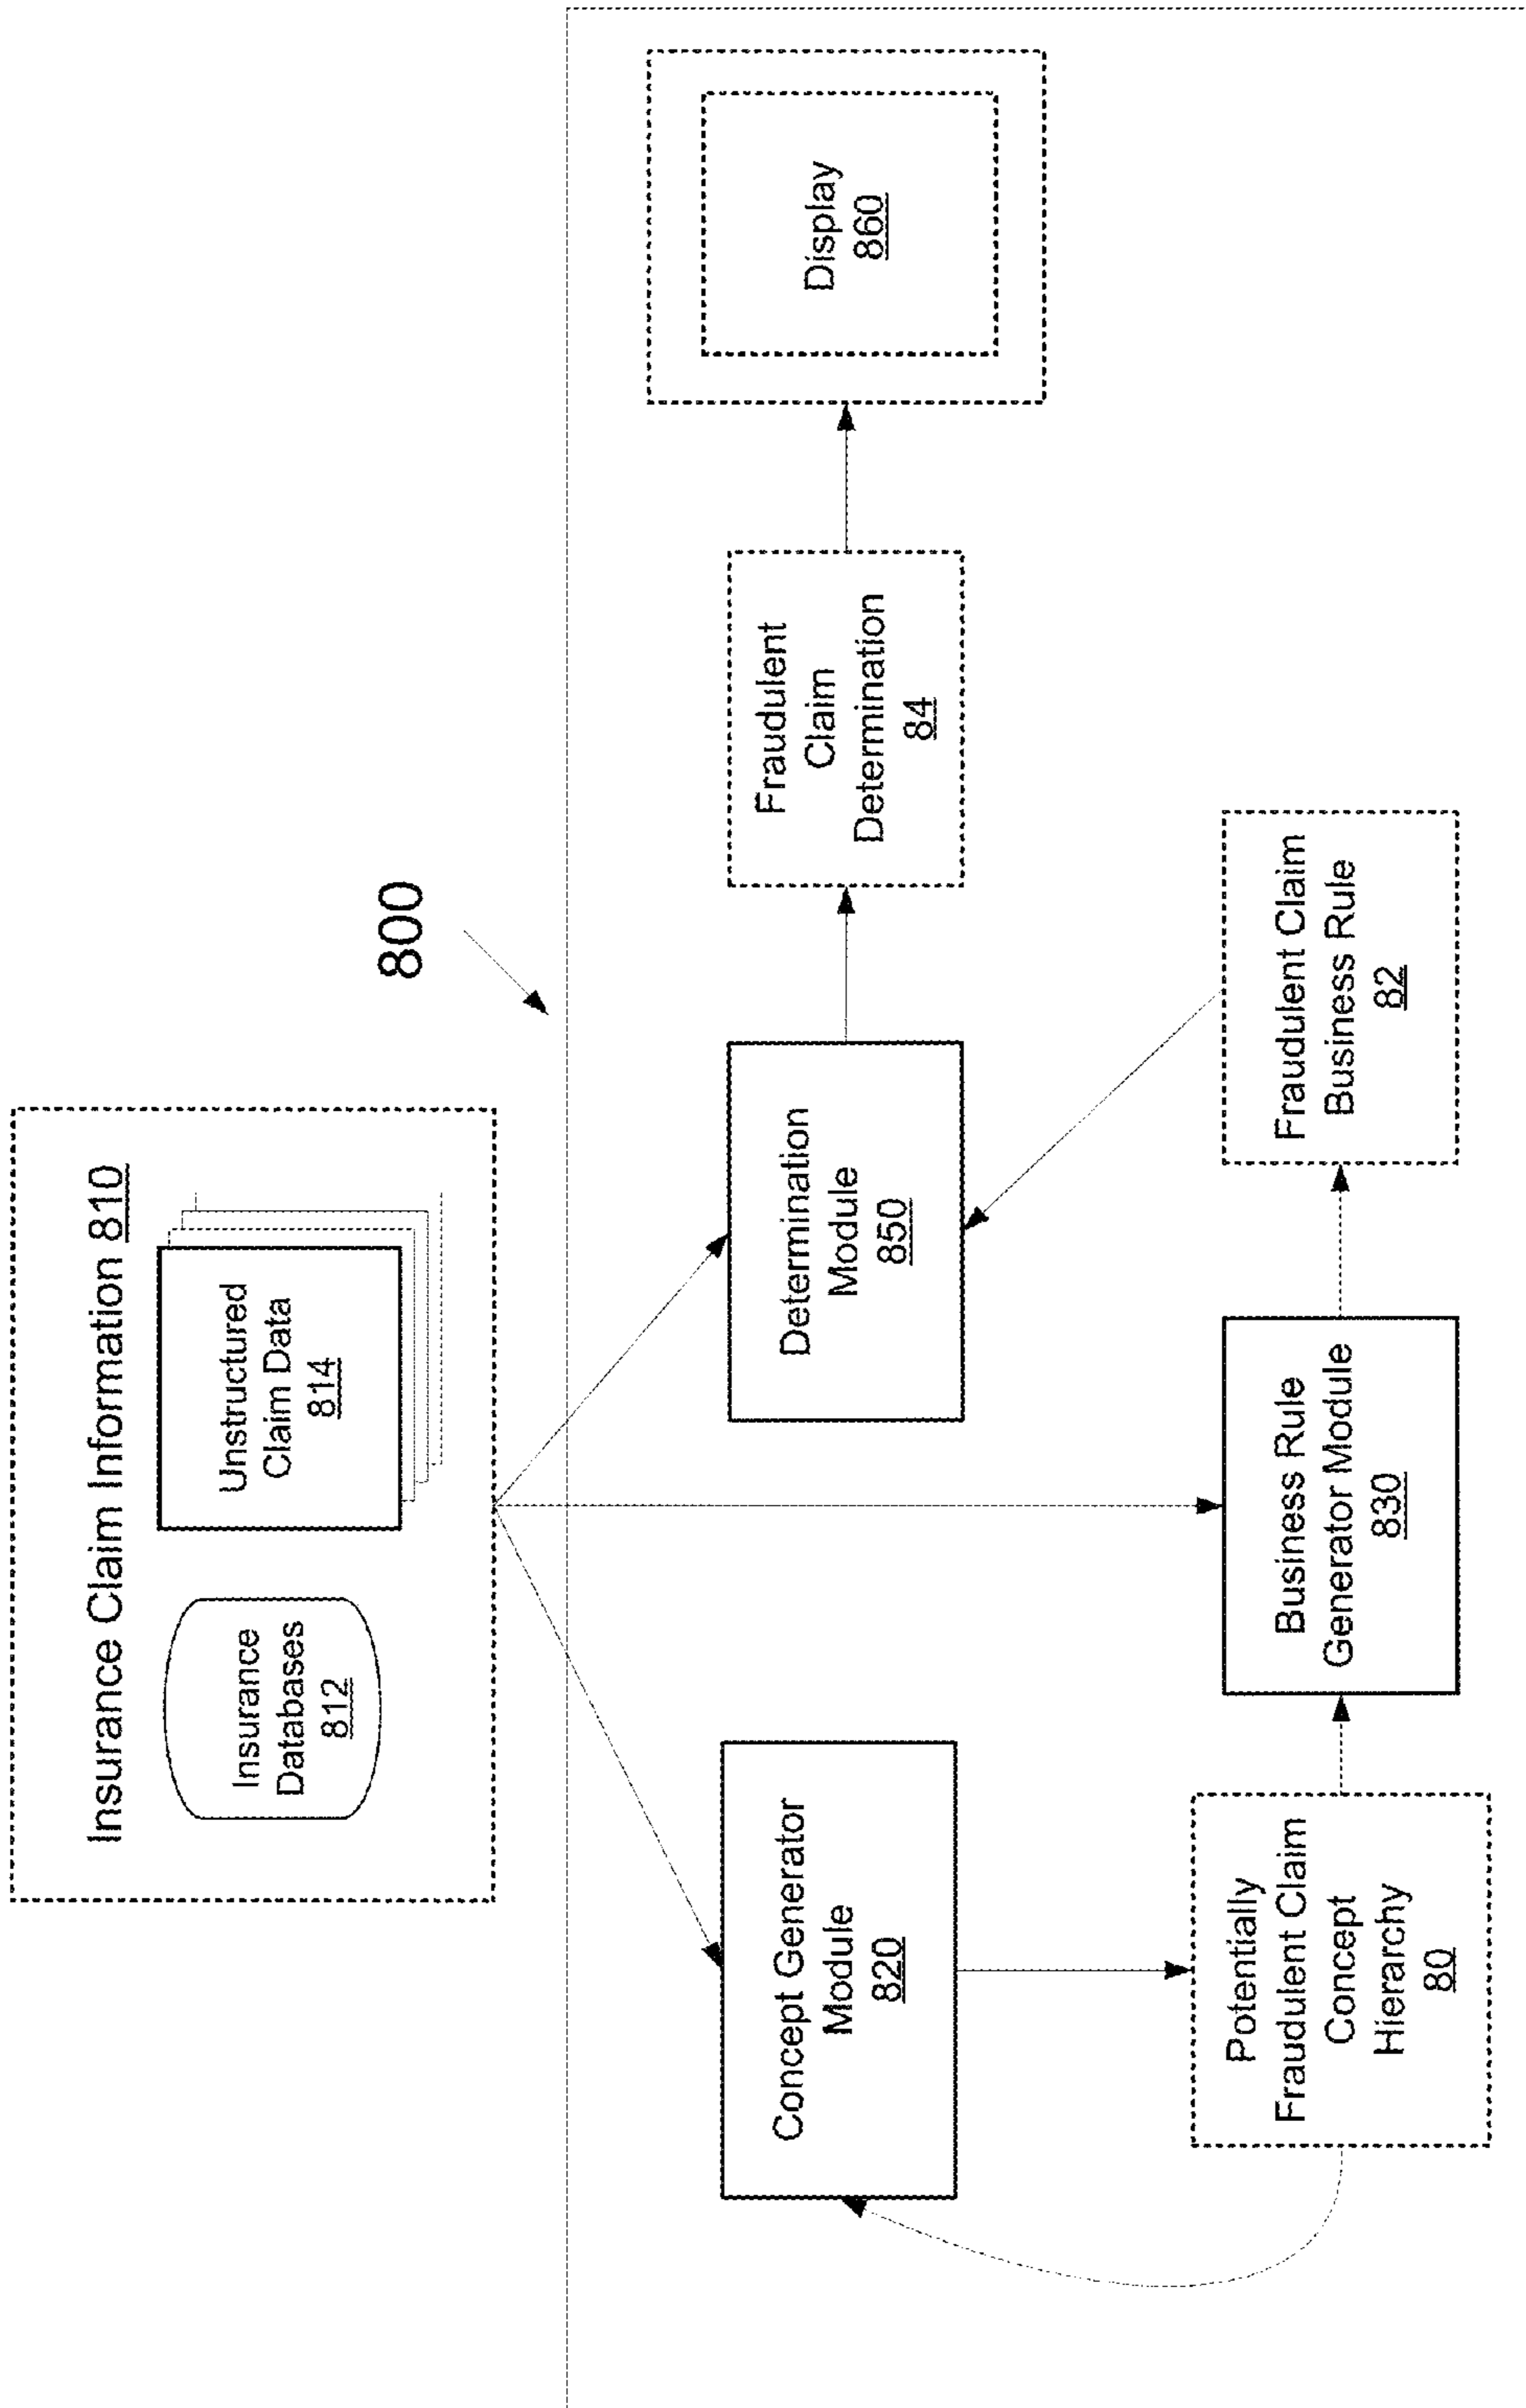 Insurance Claim Information 810
Insurance
Databases
812
Unstructured
Claim Data
814
800
Concept Generator
Module
820
Determination
Module
850
Fraudulent
Claim
Determination
84
Display
860
Potentially
Fraudulent Claim
Concept
Hierarchy
80
Business Rule
Generator Module
830
Fraudulent Claim
Business Rule
82